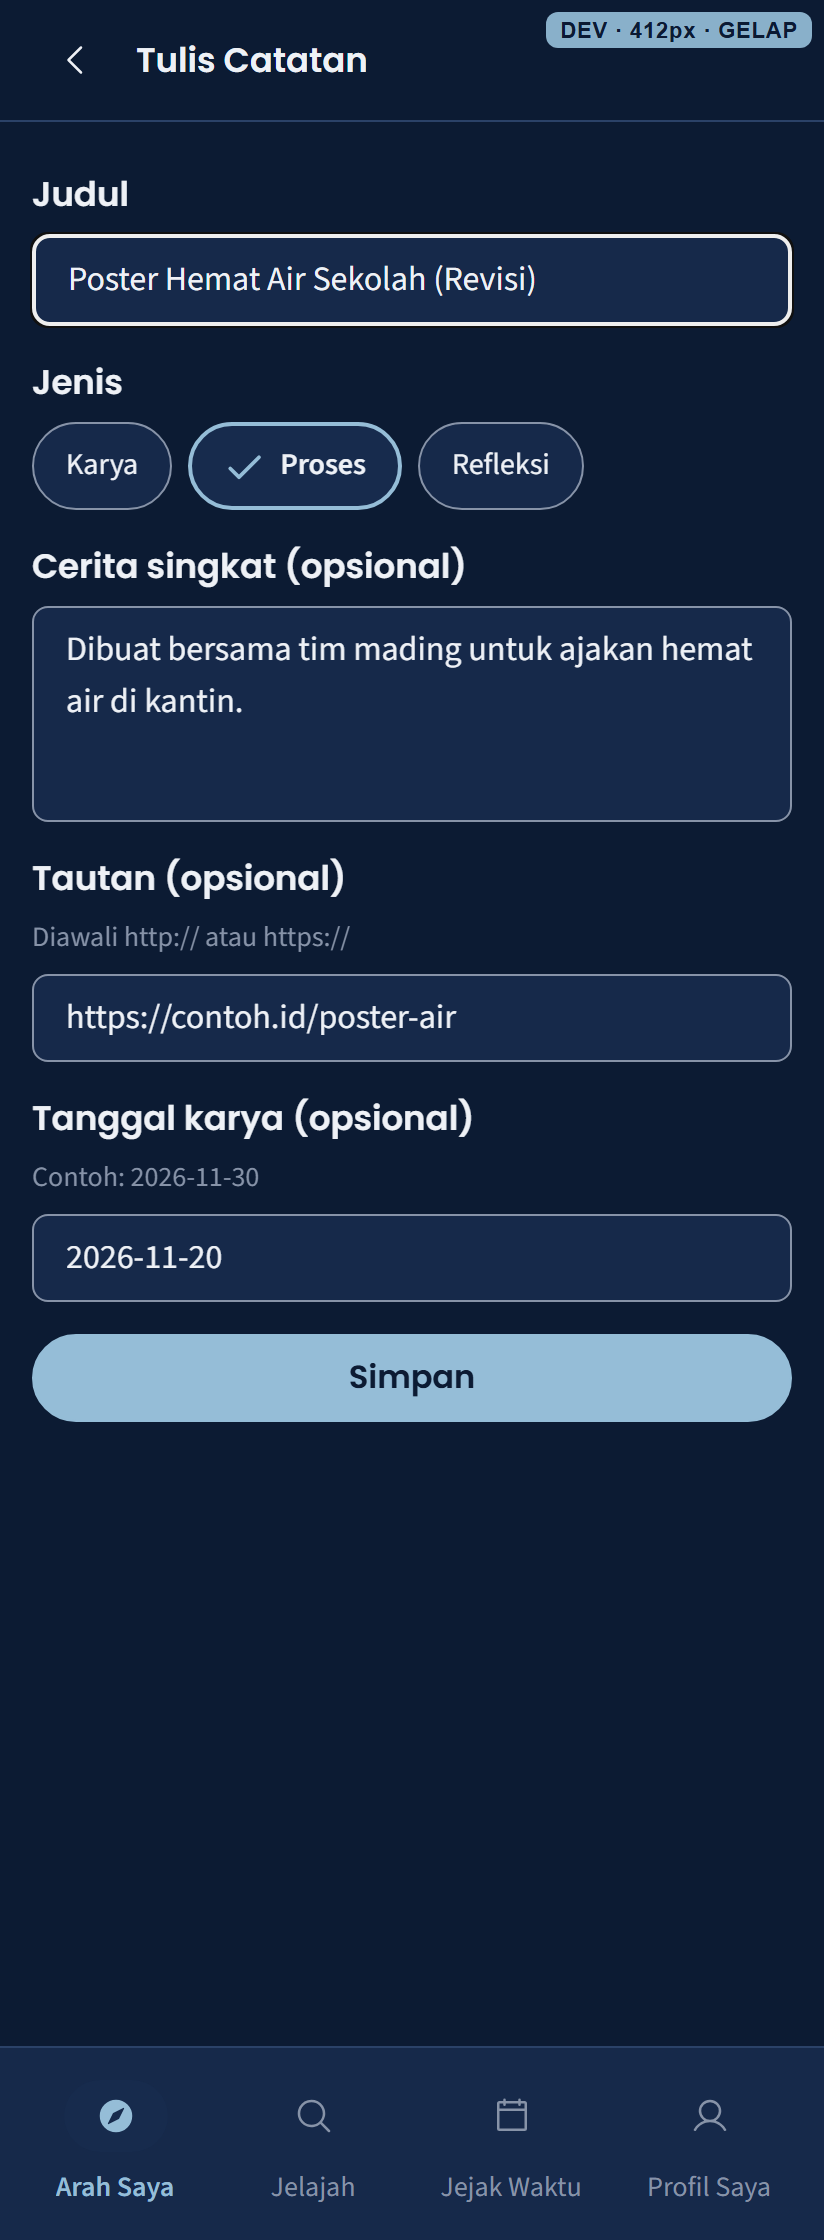 DEV · 412px · GELAP
Tulis Catatan
Judul
Poster Hemat Air Sekolah (Revisi)
Jenis
Karya
Proses
Refleksi
Cerita singkat (opsional)
Dibuat bersama tim mading untuk ajakan hemat
air di kantin.
Tautan (opsional)
Diawali http:// atau https://
https://contoh.id/poster-air
Tanggal karya (opsional)
Contoh: 2026-11-30
2026-11-20
Simpan
Arah Saya
Jelajah
Jejak Waktu
Profil Saya